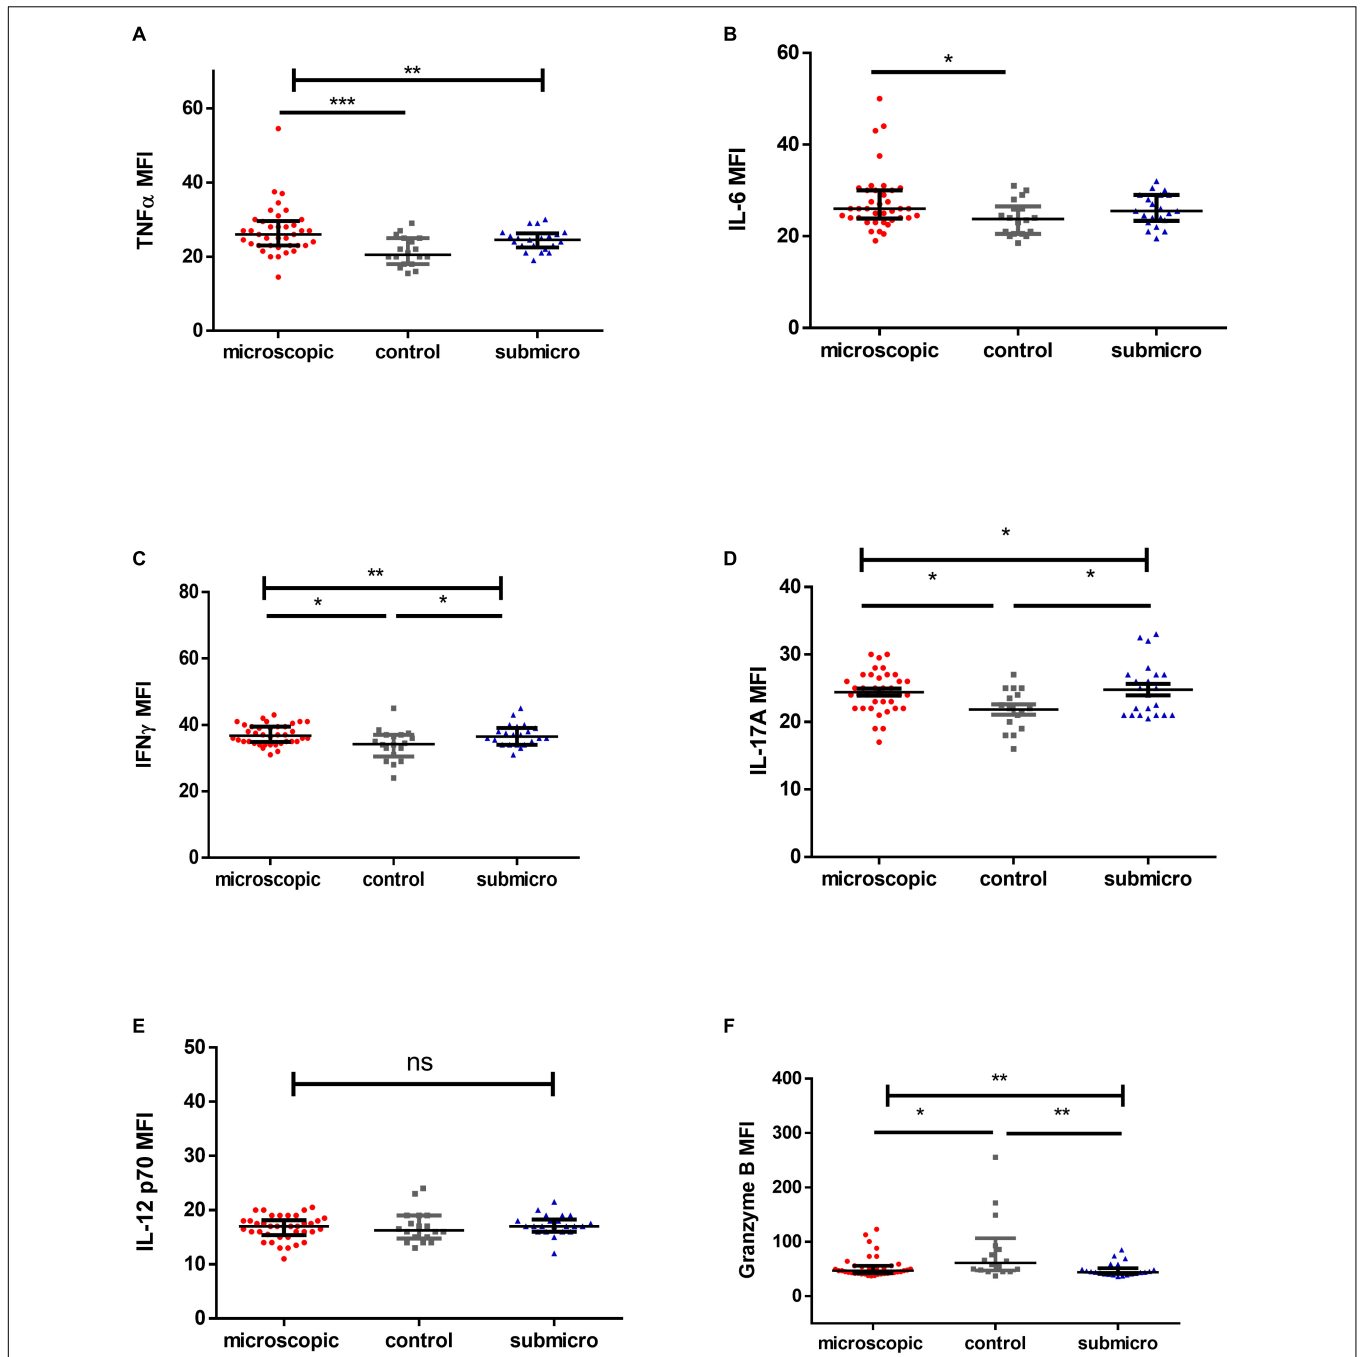 A
B
**
***
60
40
20
0
TNFα MFI
microscopic control submicro
*
60
40
20
0
IL-6 MFI
microscopic control submicro
C
D
**
* *
80
60
40
20
0
IFNγ MFI
microscopic control submicro
*
* *
40
30
20
10
0
IL-17A MFI
microscopic control submicro
E
F
ns
50
40
30
20
10
0
IL-12 p70 MFI
microscopic control submicro
**
* **
400
300
200
100
0
Granzyme B MFI
microscopic control submicro